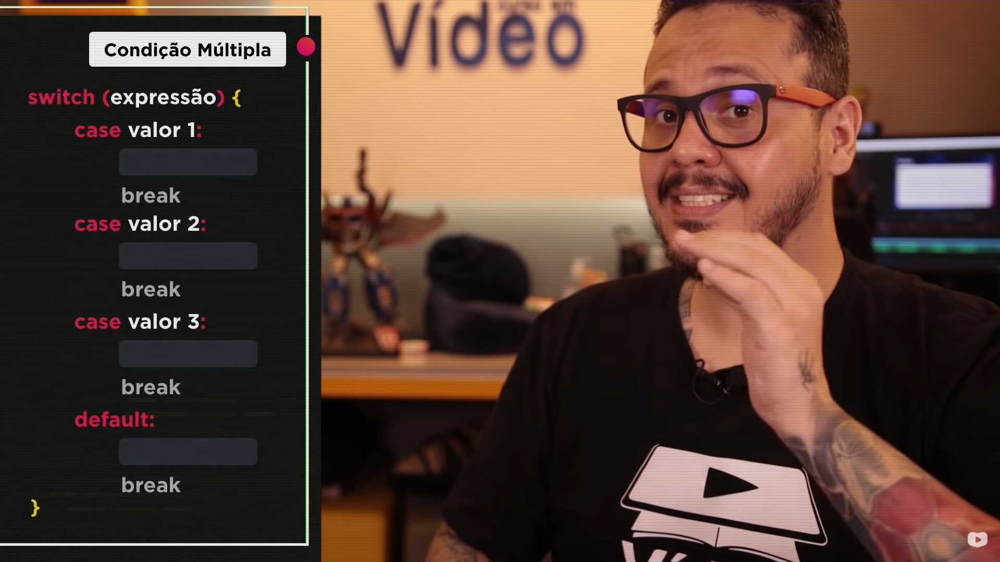 Condição Múltipla
switch (expressão) {
case valor 1:
break
case valor 2:
break
case valor 3:
break
default:
break
}
Vídeo